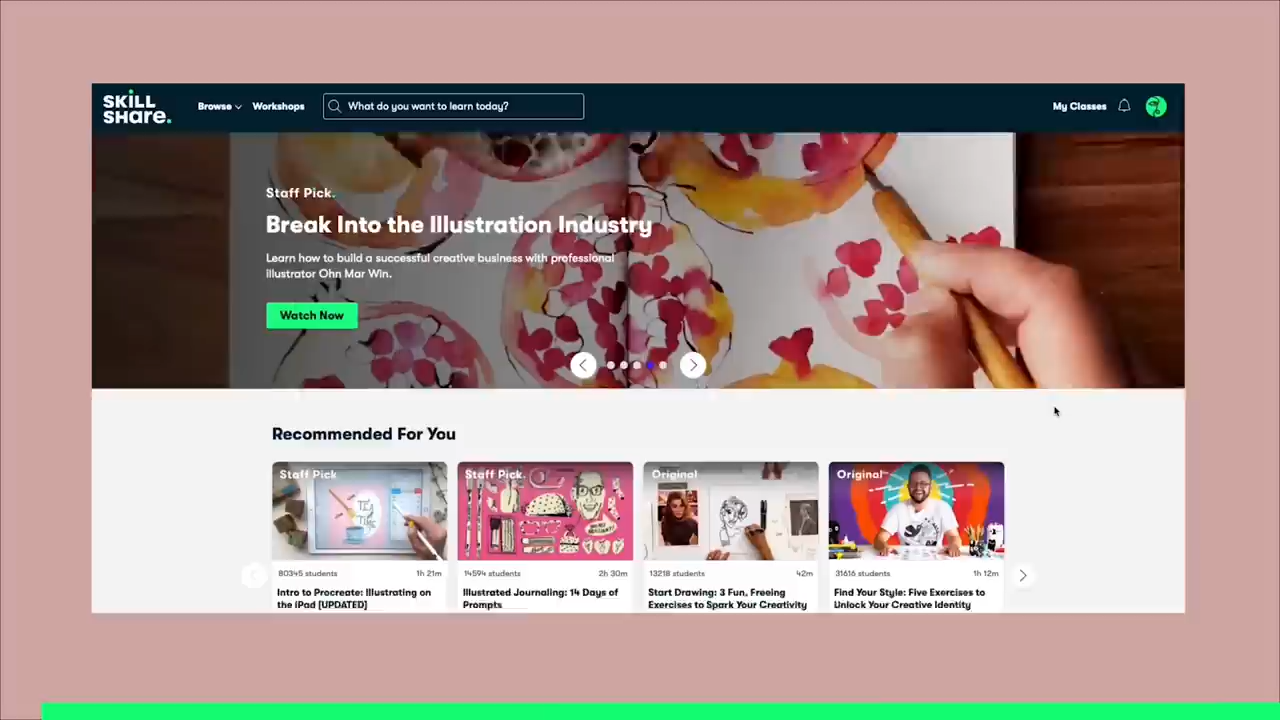 SKILL
SHare.
Browse
Workshops
What do you want to learn today?
My Classes
Staff Pick.
Break Into the Illustration Industry
Learn how to build a successful creative business with professional
illustrator Ohn Mar Win.
Watch Now
Recommended For You
Staff Pick
Staff Pick.
Original
Original
TEA
TIME
80345 students
1h 21m
14594 students
2h 30m
13218 students
42m
31616 students
1h 12m
Intro to Procreate: Illustrating on
the iPad [UPDATED]
Illustrated Journaling: 14 Days of
Prompts
Start Drawing: 3 Fun, Freeing
Exercises to Spark Your Creativity
Find Your Style: Five Exercises to
Unlock Your Creative Identity